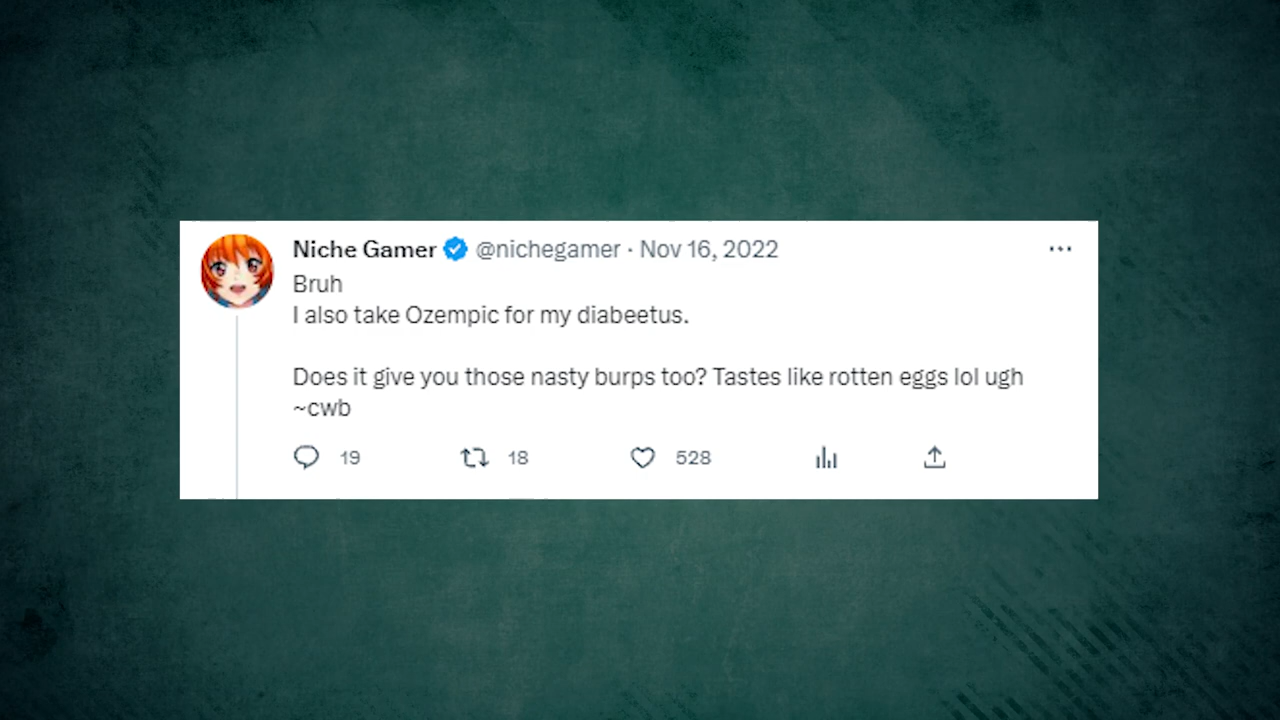 Niche Gamer @nichegamer · Nov 16, 2022
Bruh
I also take Ozempic for my diabeetus.
Does it give you those nasty burps too? Tastes like rotten eggs lol ugh
~cwb
19 18 528